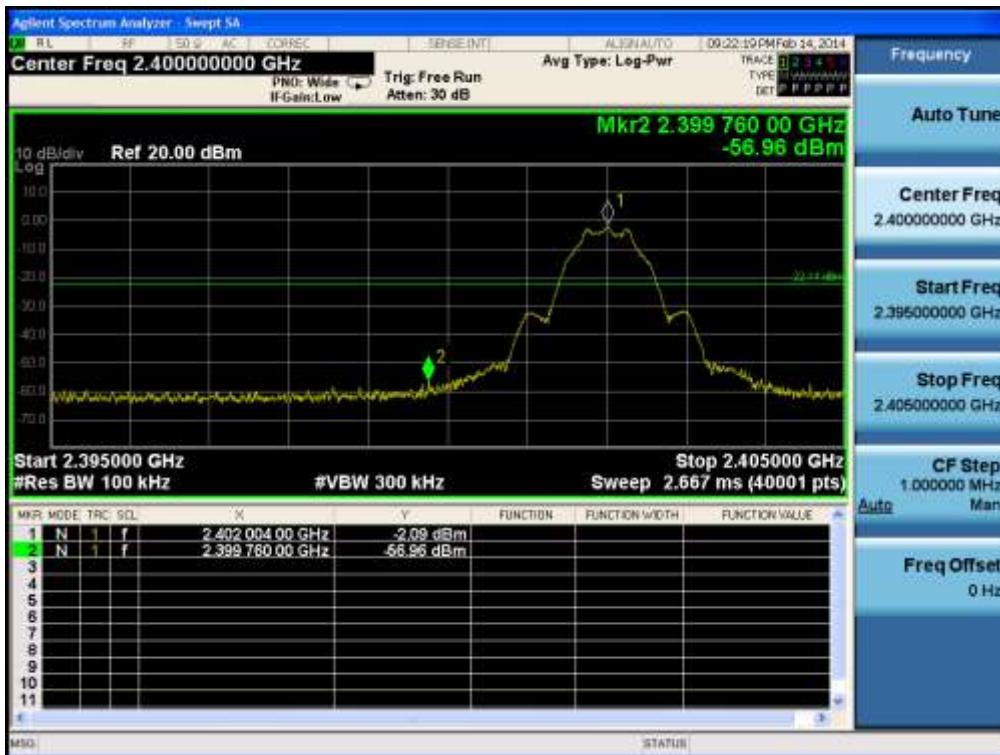 Agilent Spectrum Analyzer - Swept SA
RL RF 50 Ω AC CORREC SENSE:INT ALIGNAUTO 09:22:19 PM Feb 14, 2014
Center Freq 2.400000000 GHz
PNO: Wide Trig: Free Run Avg Type: Log-Pwr TRACE 1 2 3 4 5
IFGain:Low Atten: 30 dB TYPE
DET P P P P P P
Frequency
Mkr2 2.399 760 00 GHz
-56.96 dBm
10 dB/div Ref 20.00 dBm
Log
10.0
0.00
-10.0
-20.0
-30.0
-40.0
-50.0
-60.0
-70.0
1
2
Start 2.395000 GHz Stop 2.405000 GHz
#Res BW 100 kHz #VBW 300 kHz Sweep 2.667 ms (40001 pts)
MKR MODE TRC SCL X Y FUNCTION FUNCTION WIDTH FUNCTION VALUE
1 N 1 f 2.402 004 00 GHz -2.09 dBm
2 N 1 f 2.399 760 00 GHz -56.96 dBm
3
4
5
6
7
8
9
10
11
MSG STATUS
Auto Tune
Center Freq
2.400000000 GHz
Start Freq
2.395000000 GHz
Stop Freq
2.405000000 GHz
CF Step
1.000000 MHz
Auto Man
Freq Offset
0 Hz